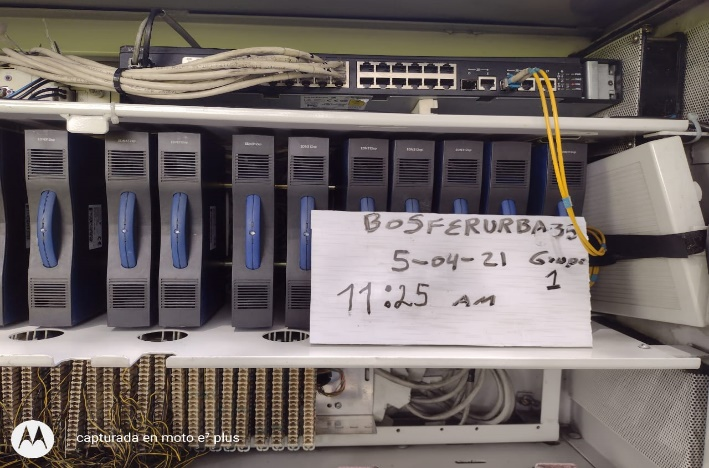 BOSFERURBA35
5-04-21 Grupo
1
11:25 AM
capturada en moto e⁵ plus